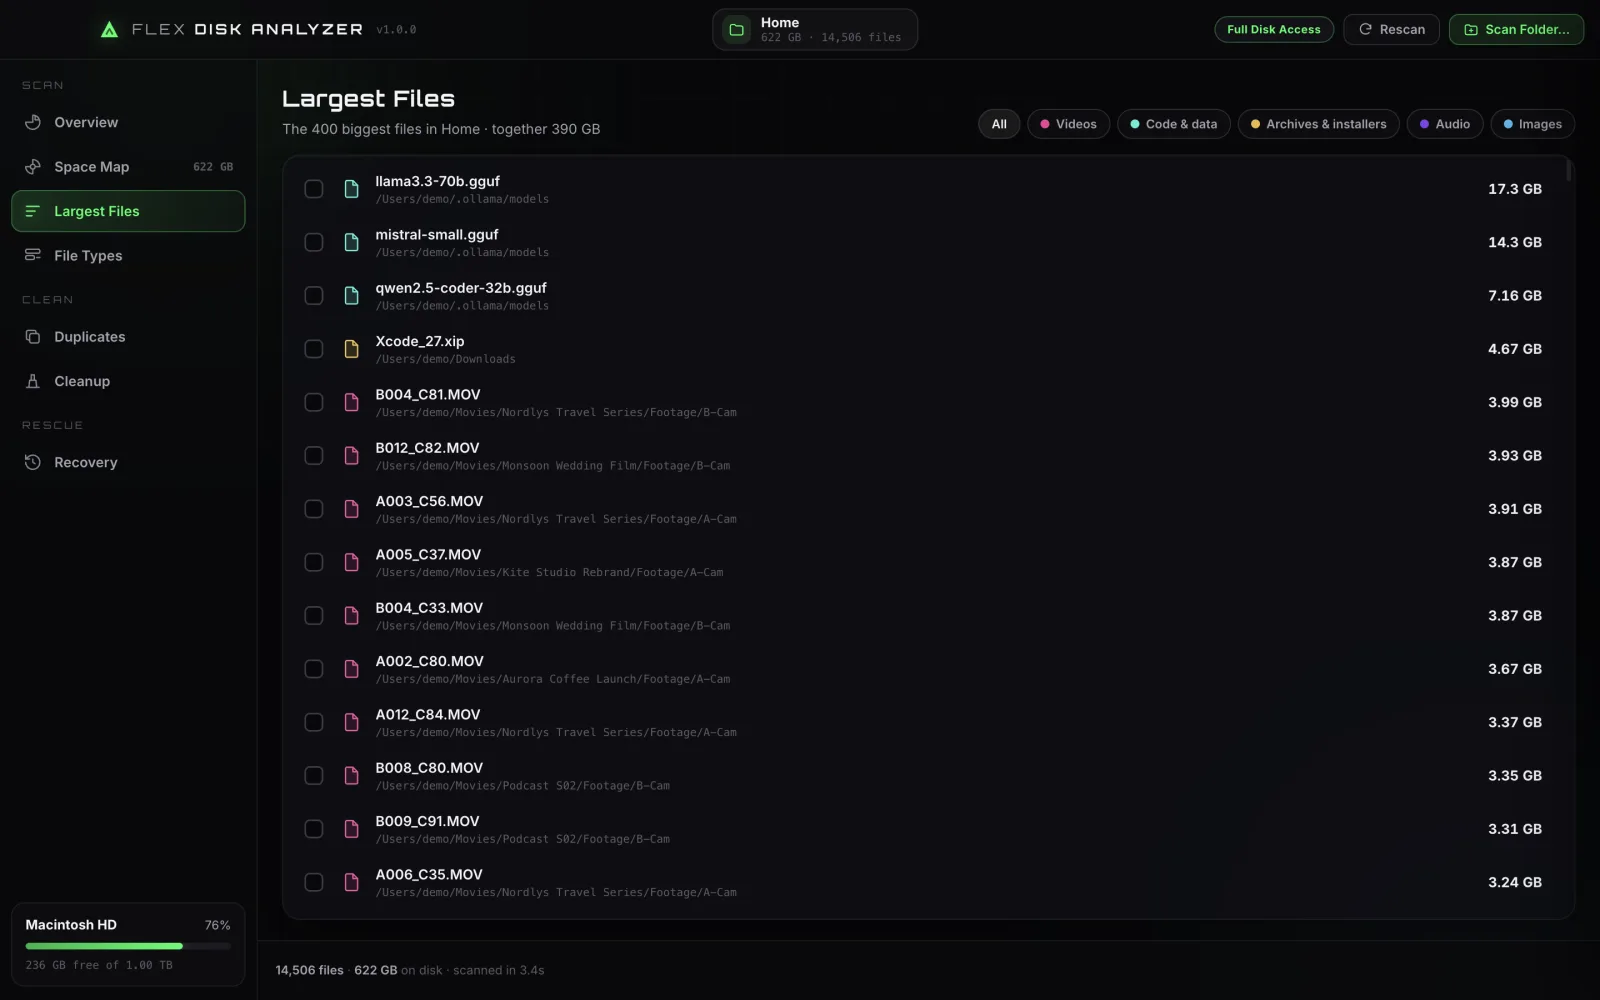 FLEX DISK ANALYZER v1.0.0
Home
622 GB · 14,506 files
Full Disk Access
Rescan
Scan Folder...
SCAN
Overview
Space Map 622 GB
Largest Files
File Types
CLEAN
Duplicates
Cleanup
RESCUE
Recovery
Macintosh HD 76%
236 GB free of 1.00 TB
Largest Files
The 400 biggest files in Home · together 390 GB
All
Videos
Code & data
Archives & installers
Audio
Images
llama3.3-70b.gguf
/Users/demo/.ollama/models
17.3 GB
mistral-small.gguf
/Users/demo/.ollama/models
14.3 GB
qwen2.5-coder-32b.gguf
/Users/demo/.ollama/models
7.16 GB
Xcode_27.xip
/Users/demo/Downloads
4.67 GB
B004_C81.MOV
/Users/demo/Movies/Nordlys Travel Series/Footage/B-Cam
3.99 GB
B012_C82.MOV
/Users/demo/Movies/Monsoon Wedding Film/Footage/B-Cam
3.93 GB
A003_C56.MOV
/Users/demo/Movies/Nordlys Travel Series/Footage/A-Cam
3.91 GB
A005_C37.MOV
/Users/demo/Movies/Kite Studio Rebrand/Footage/A-Cam
3.87 GB
B004_C33.MOV
/Users/demo/Movies/Monsoon Wedding Film/Footage/B-Cam
3.87 GB
A002_C80.MOV
/Users/demo/Movies/Aurora Coffee Launch/Footage/A-Cam
3.67 GB
A012_C84.MOV
/Users/demo/Movies/Nordlys Travel Series/Footage/A-Cam
3.37 GB
B008_C80.MOV
/Users/demo/Movies/Podcast S02/Footage/B-Cam
3.35 GB
B009_C91.MOV
/Users/demo/Movies/Podcast S02/Footage/B-Cam
3.31 GB
A006_C35.MOV
/Users/demo/Movies/Nordlys Travel Series/Footage/A-Cam
3.24 GB
14,506 files · 622 GB on disk · scanned in 3.4s